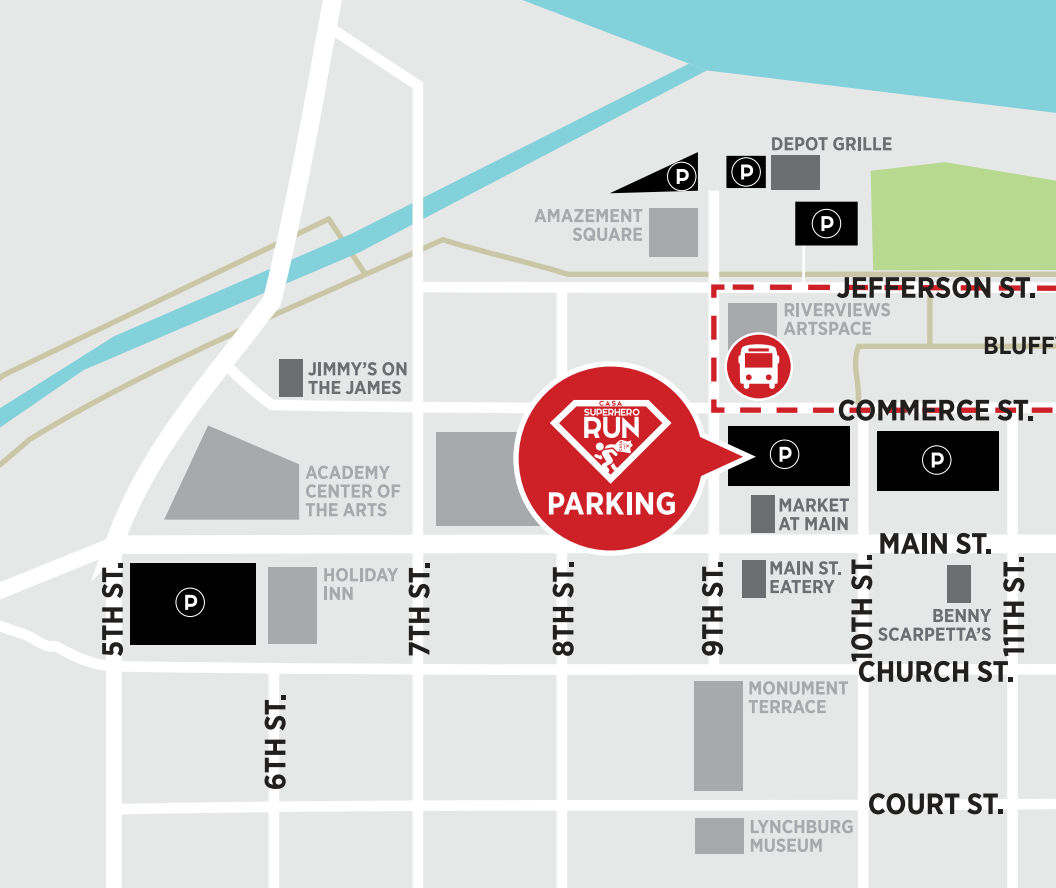 DEPOT GRILLE
P
P
P
AMAZEMENT
SQUARE
JEFFERSON ST.
RIVERVIEWS
ARTSPACE
BLUFF
JIMMY'S ON
THE JAMES
COMMERCE ST.
CASA
SUPERHERO
RUN
PARKING
P
P
ACADEMY
CENTER OF
THE ARTS
MARKET
AT MAIN
MAIN ST.
5TH ST.
P
HOLIDAY
INN
7TH ST.
8TH ST.
9TH ST.
MAIN ST.
EATERY
10TH ST.
BENNY
SCARPETTA'S
11TH ST.
CHURCH ST.
6TH ST.
MONUMENT
TERRACE
COURT ST.
LYNCHBURG
MUSEUM